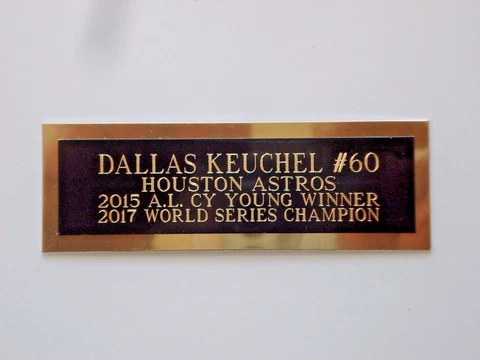 DALLAS KEUCHEL #60
HOUSTON ASTROS
2015 A.L. CY YOUNG WINNER
2017 WORLD SERIES CHAMPION